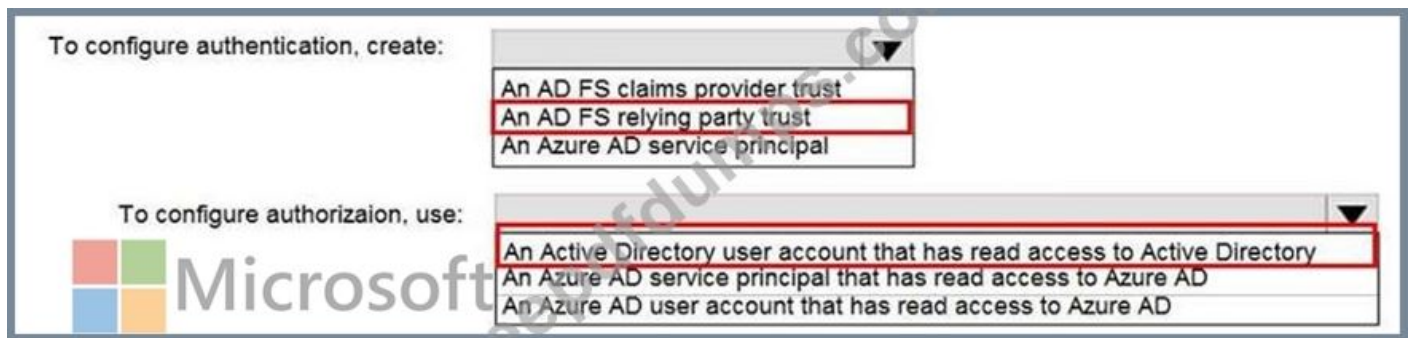 To configure authentication, create:
An AD FS claims provider trust
An AD FS relying party trust
An Azure AD service principal
To configure authorizaion, use:
An Active Directory user account that has read access to Active Directory
An Azure AD service principal that has read access to Azure AD
An Azure AD user account that has read access to Azure AD
Microsoft